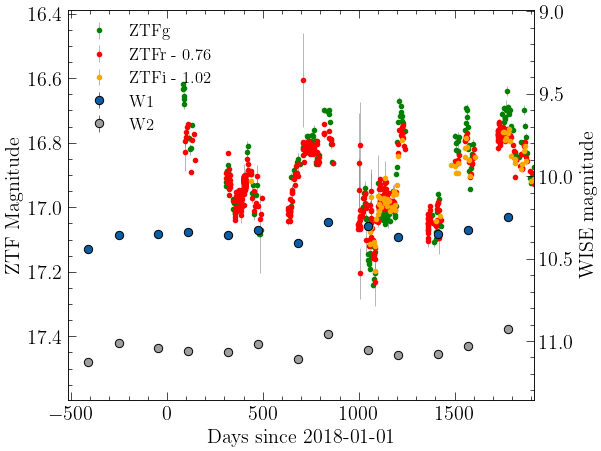 ZTFg
ZTFr - 0.76
ZTFi - 1.02
W1
W2
ZTF Magnitude
16.4
16.6
16.8
17.0
17.2
17.4
WISE magnitude
9.0
9.5
10.0
10.5
11.0
−500
0
500
1000
1500
Days since 2018-01-01